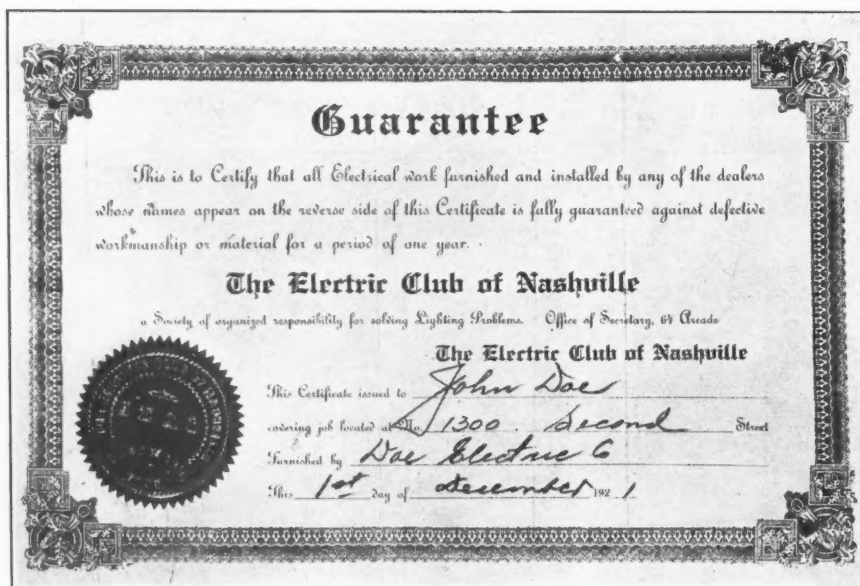 Guarantee
This is to Certify that all Electrical work furnished and installed by any of the dealers
whose names appear on the reverse side of this Certificate is fully guaranteed against defective
workmanship or material for a period of one year.
The Electric Club of Nashville
a Society of organized responsibility for solving Lighting Problems. Office of Secretary, 64 Arcade
The Electric Club of Nashville
This Certificate issued to John Doe
covering job located at No. 1300 Second Street
Furnished by Doe Electric Co
This 1st day of December 1921